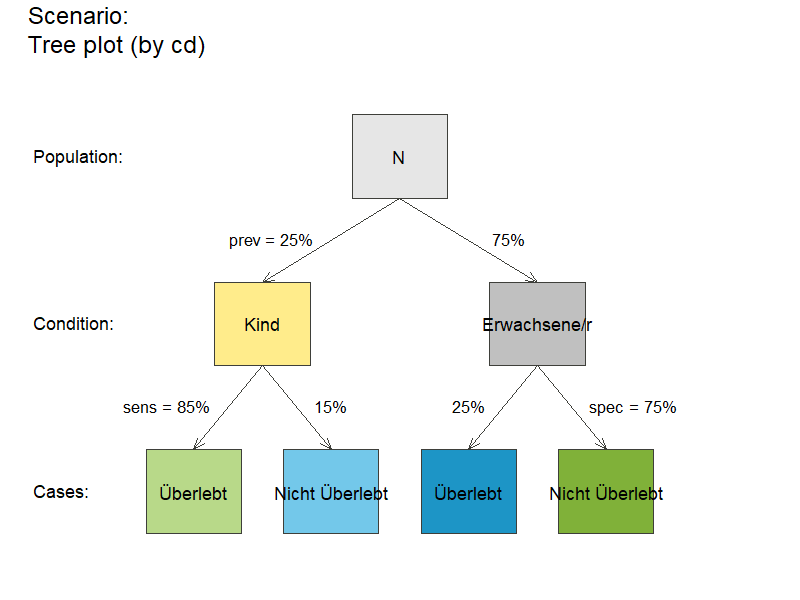 Scenario:
Tree plot (by cd)
Population:
N
prev = 25%
75%
Condition:
Kind
Erwachsene/r
sens = 85%
15%
25%
spec = 75%
Cases:
Überlebt
Nicht Überlebt
Überlebt
Nicht Überlebt